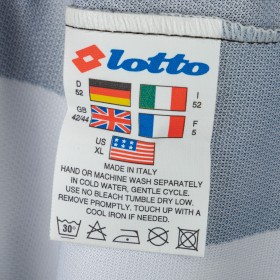 lotto
D
52
I
52
GB
42/44
F
5
US
XL
MADE IN ITALY
HAND OR MACHINE WASH SEPARATELY
IN COLD WATER, GENTLE CYCLE.
USE NO BLEACH TUMBLE DRY LOW.
REMOVE PROMPTLY. TOUCH UP WITH A
COOL IRON IF NEEDED.
30°